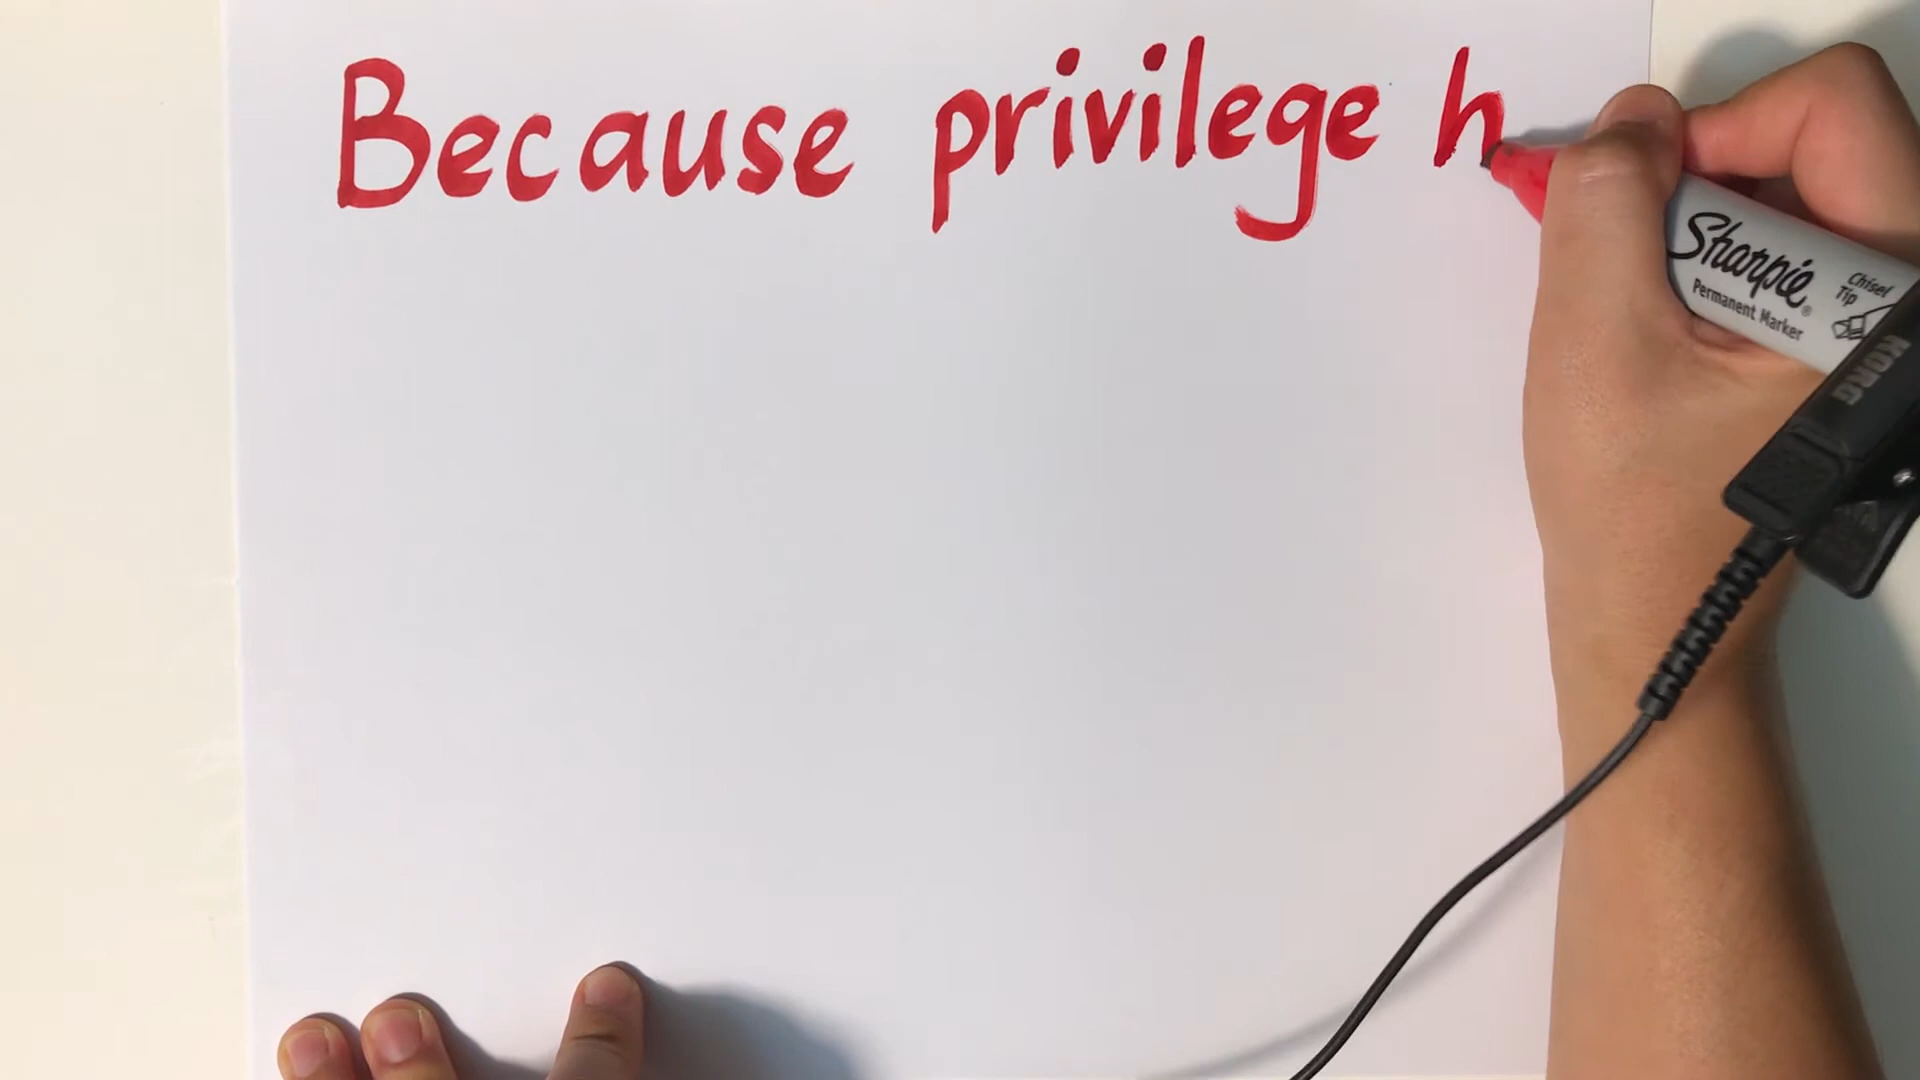 Because privilege h
Sharpie®
Permanent Marker
Chisel
Tip
KORG